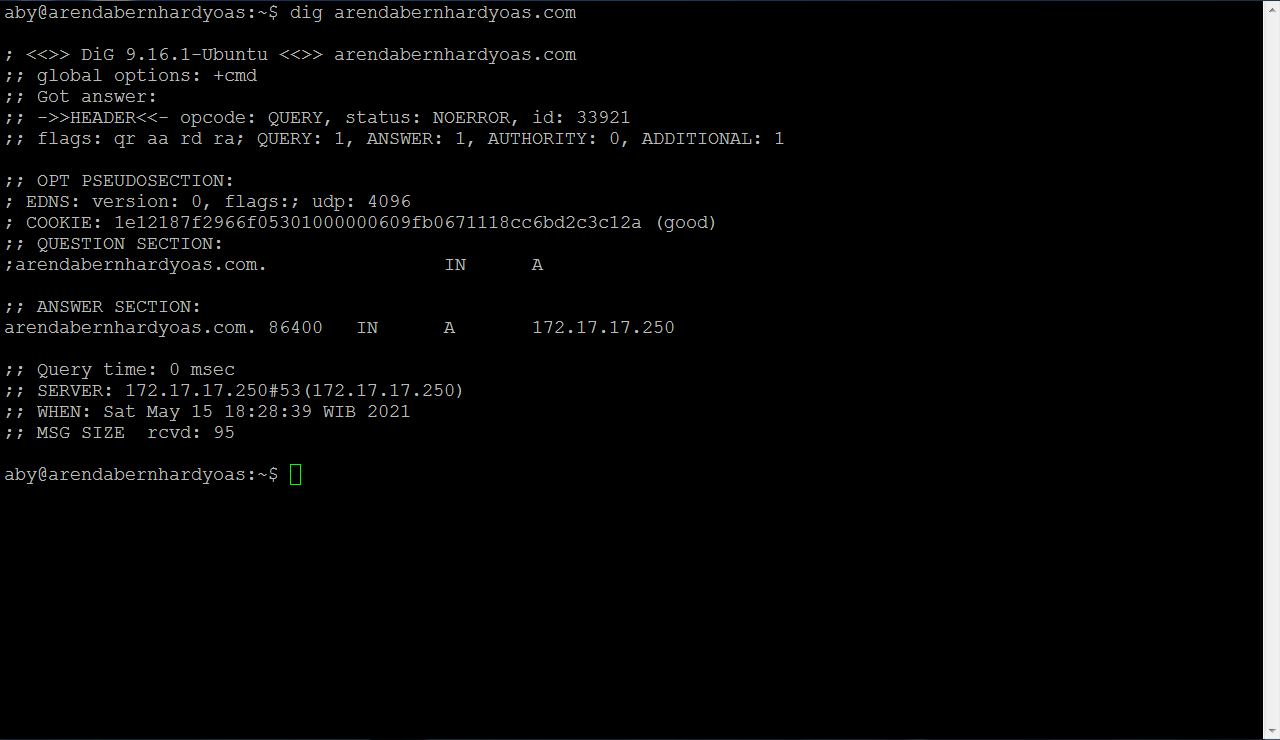 aby@arendabernhardyoas:~$ dig arendabernhardyoas.com
; <<>> DiG 9.16.1-Ubuntu <<>> arendabernhardyoas.com
;; global options: +cmd
;; Got answer:
;; ->>HEADER<<- opcode: QUERY, status: NOERROR, id: 33921
;; flags: qr aa rd ra; QUERY: 1, ANSWER: 1, AUTHORITY: 0, ADDITIONAL: 1
;; OPT PSEUDOSECTION:
; EDNS: version: 0, flags:; udp: 4096
; COOKIE: 1e12187f2966f05301000000609fb0671118cc6bd2c3c12a (good)
;; QUESTION SECTION:
;arendabernhardyoas.com. IN A
;; ANSWER SECTION:
arendabernhardyoas.com. 86400 IN A 172.17.17.250
;; Query time: 0 msec
;; SERVER: 172.17.17.250#53(172.17.17.250)
;; WHEN: Sat May 15 18:28:39 WIB 2021
;; MSG SIZE  rcvd: 95
aby@arendabernhardyoas:~$